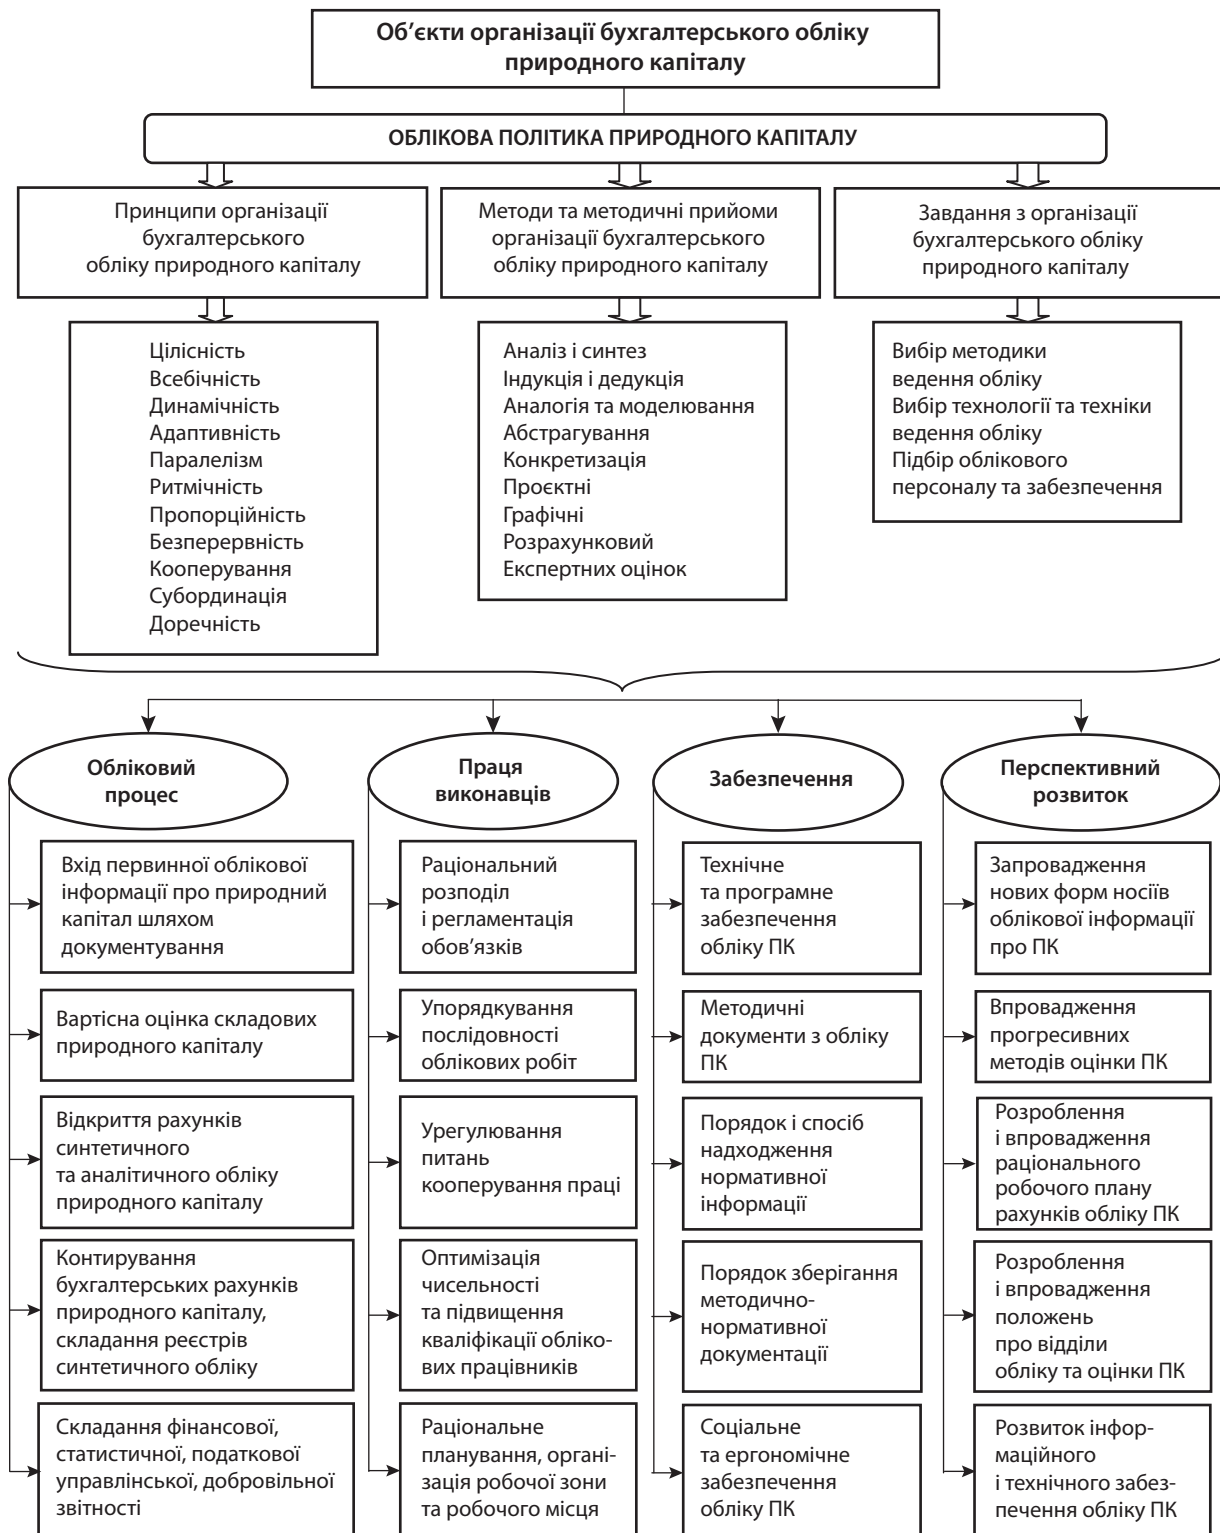 Об’єкти організації бухгалтерського обліку
природного капіталу
ОБЛІКОВА ПОЛІТИКА ПРИРОДНОГО КАПІТАЛУ
Принципи організації
бухгалтерського
обліку природного капіталу
Методи та методичні прийоми
організації бухгалтерського
обліку природного капіталу
Завдання з організації
бухгалтерського обліку
природного капіталу
Цілісність
Всебічність
Динамічність
Адаптивність
Паралелізм
Ритмічність
Пропорційність
Безперервність
Кооперування
Субординація
Доречність
Аналіз і синтез
Індукція і дедукція
Аналогія та моделювання
Абстрагування
Конкретизація
Проєктні
Графічні
Розрахунковий
Експертних оцінок
Вибір методики
ведення обліку
Вибір технології та техніки
ведення обліку
Підбір облікового
персоналу та забезпечення
Обліковий
процес
Вхід первинної облікової
інформації про природний
капітал шляхом
документування
Вартісна оцінка складових
природного капіталу
Відкриття рахунків
синтетичного
та аналітичного обліку
природного капіталу
Контирування
бухгалтерських рахунків
природного капіталу,
складання реєстрів
синтетичного обліку
Складання фінансової,
статистичної, податкової
управлінської, добровільної
звітності
Праця
виконавців
Раціональний
розподіл
і регламентація
обов’язків
Упорядкування
послідовності
облікових робіт
Урегулювання
питань
кооперування праці
Оптимізація
чисельності
та підвищення
кваліфікації обліко-
вих працівників
Раціональне
планування, органі-
зація робочої зони
та робочого місця
Забезпечення
Технічне
та програмне
забезпечення
обліку ПК
Методичні
документи з обліку
ПК
Порядок і спосіб
надходження
нормативної
інформації
Порядок зберігання
методично-
нормативної
документації
Соціальне
та ергономічне
забезпечення
обліку ПК
Перспективний
розвиток
Запровадження
нових форм носіїв
облікової інформації
про ПК
Впровадження
прогресивних
методів оцінки ПК
Розроблення
і впровадження
раціонального
робочого плану
рахунків обліку ПК
Розроблення
і впровадження
положень
про відділи
обліку та оцінки ПК
Розвиток інфор-
маційного
і технічного забез-
печення обліку ПК